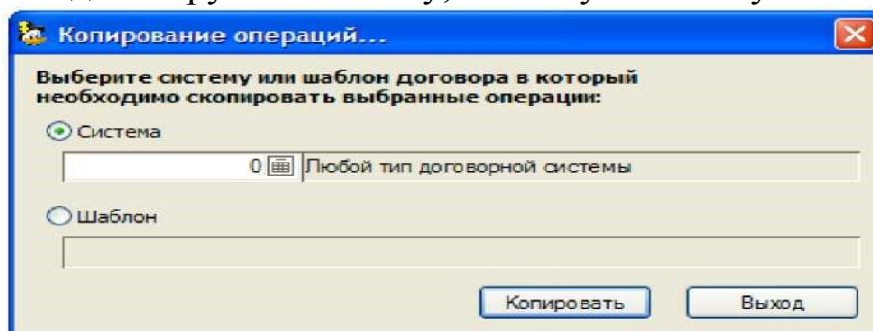 Копирование операций...
Выберите систему или шаблон договора в который
необходимо скопировать выбранные операции:
Система
0 Любой тип договорной системы
Шаблон
Копировать Выход